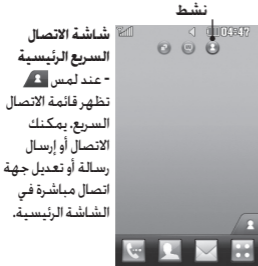 نشط
شاشة الاتصال
السريع الرئيسية
- عند لمس
تظهر قائمة الاتصال
السريع. يمكنك
الاتصال أو إرسال
رسالة أو تعديل جهة
اتصال مباشرة في
الشاشة الرئيسية.
04:47